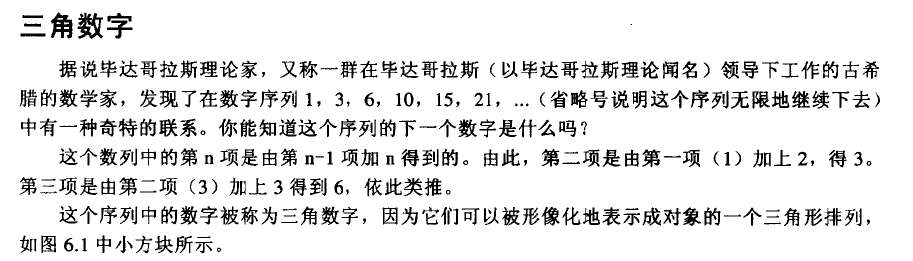 三角数字
据说毕达哥拉斯理论家，又称一群在毕达哥拉斯（以毕达哥拉斯理论闻名）领导下工作的古希
腊的数学家，发现了在数字序列 1，3，6，10，15，21，...（省略号说明这个序列无限地继续下去）
中有一种奇特的联系。你能知道这个序列的下一个数字是什么吗？
这个数列中的第 n 项是由第 n-1 项加 n 得到的。由此，第二项是由第一项（1）加上 2，得 3。
第三项是由第二项（3）加上 3 得到 6，依此类推。
这个序列中的数字被称为三角数字，因为它们可以被形像化地表示成对象的一个三角形排列，
如图 6.1 中小方块所示。